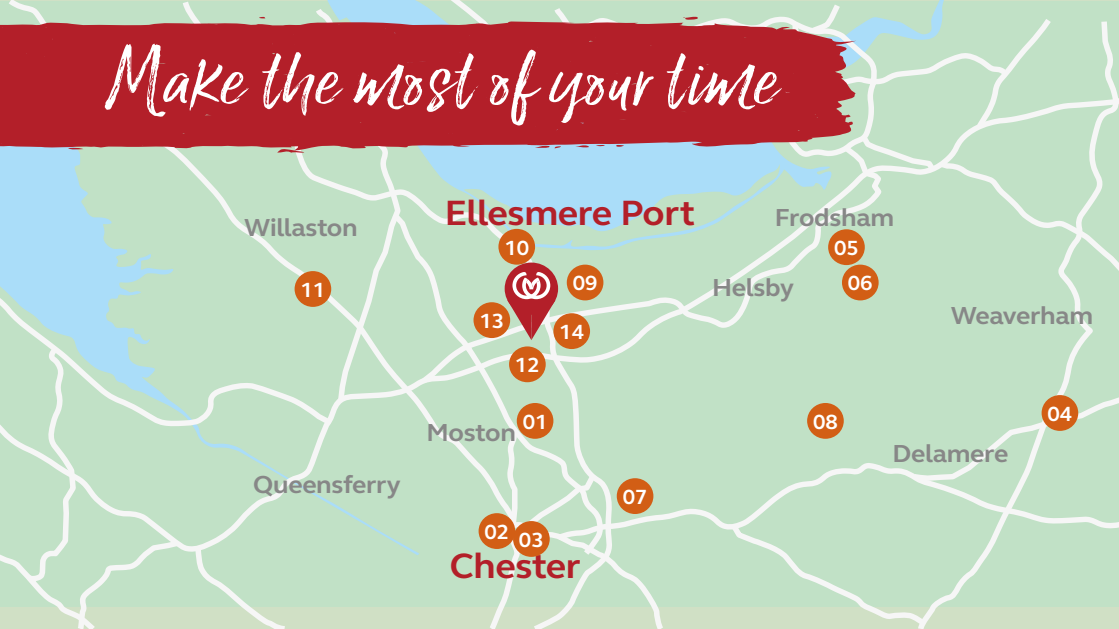 Make the most of your time
Ellesmere Port
Frodsham
Willaston
10
05
09
06
11
Helsby
Weaverham
13
14
12
04
01
08
Moston
Delamere
Queensferry
07
02
03
Chester